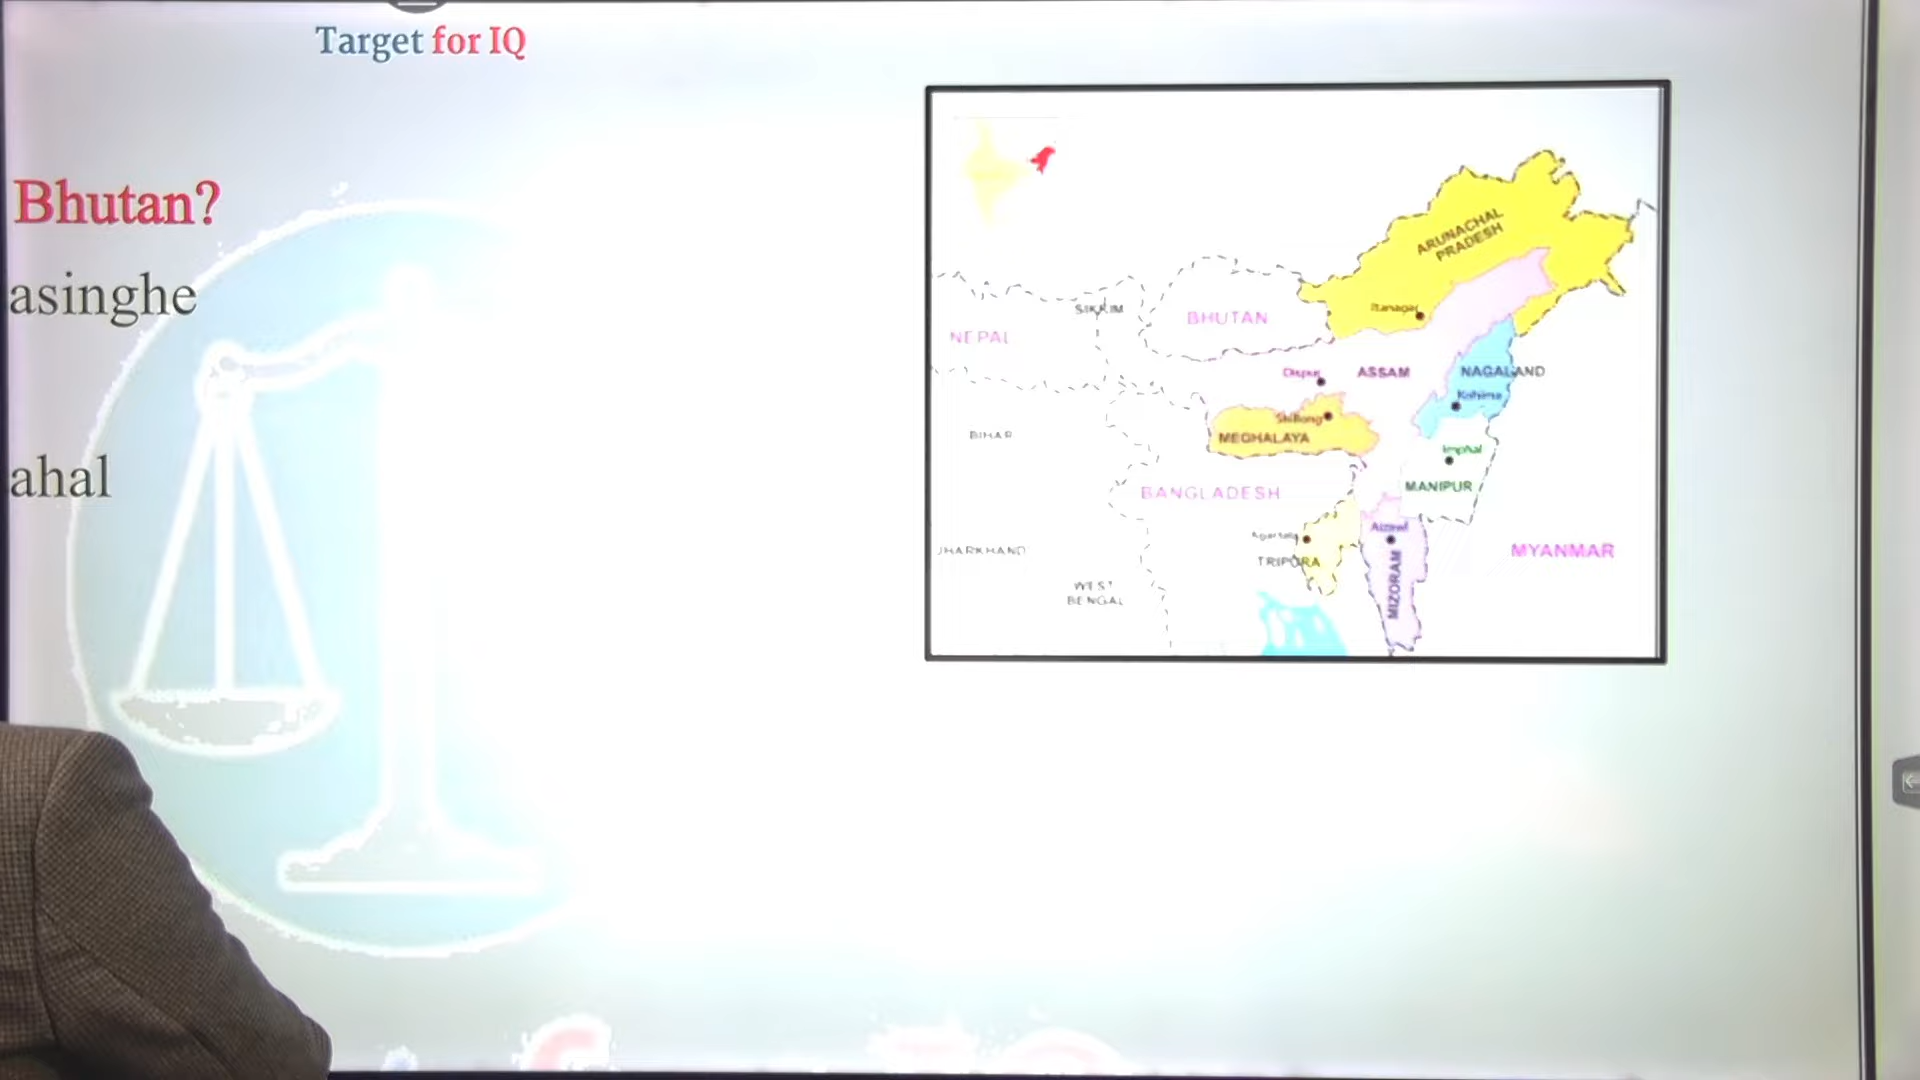 Target for IQ
Bhutan?
asinghe
ahal
ARUNACHAL
PRADESH
Itanagar
SIKKIM
BHUTAN
NEPAL
Dispur
ASSAM
NAGALAND
Kohima
Shillong
MEGHALAYA
BIHAR
Imphal
MANIPUR
BANGLADESH
Aizawl
Agartala
TRIPURA
JHARKHAND
MYANMAR
MIZORAM
WEST
BENGAL